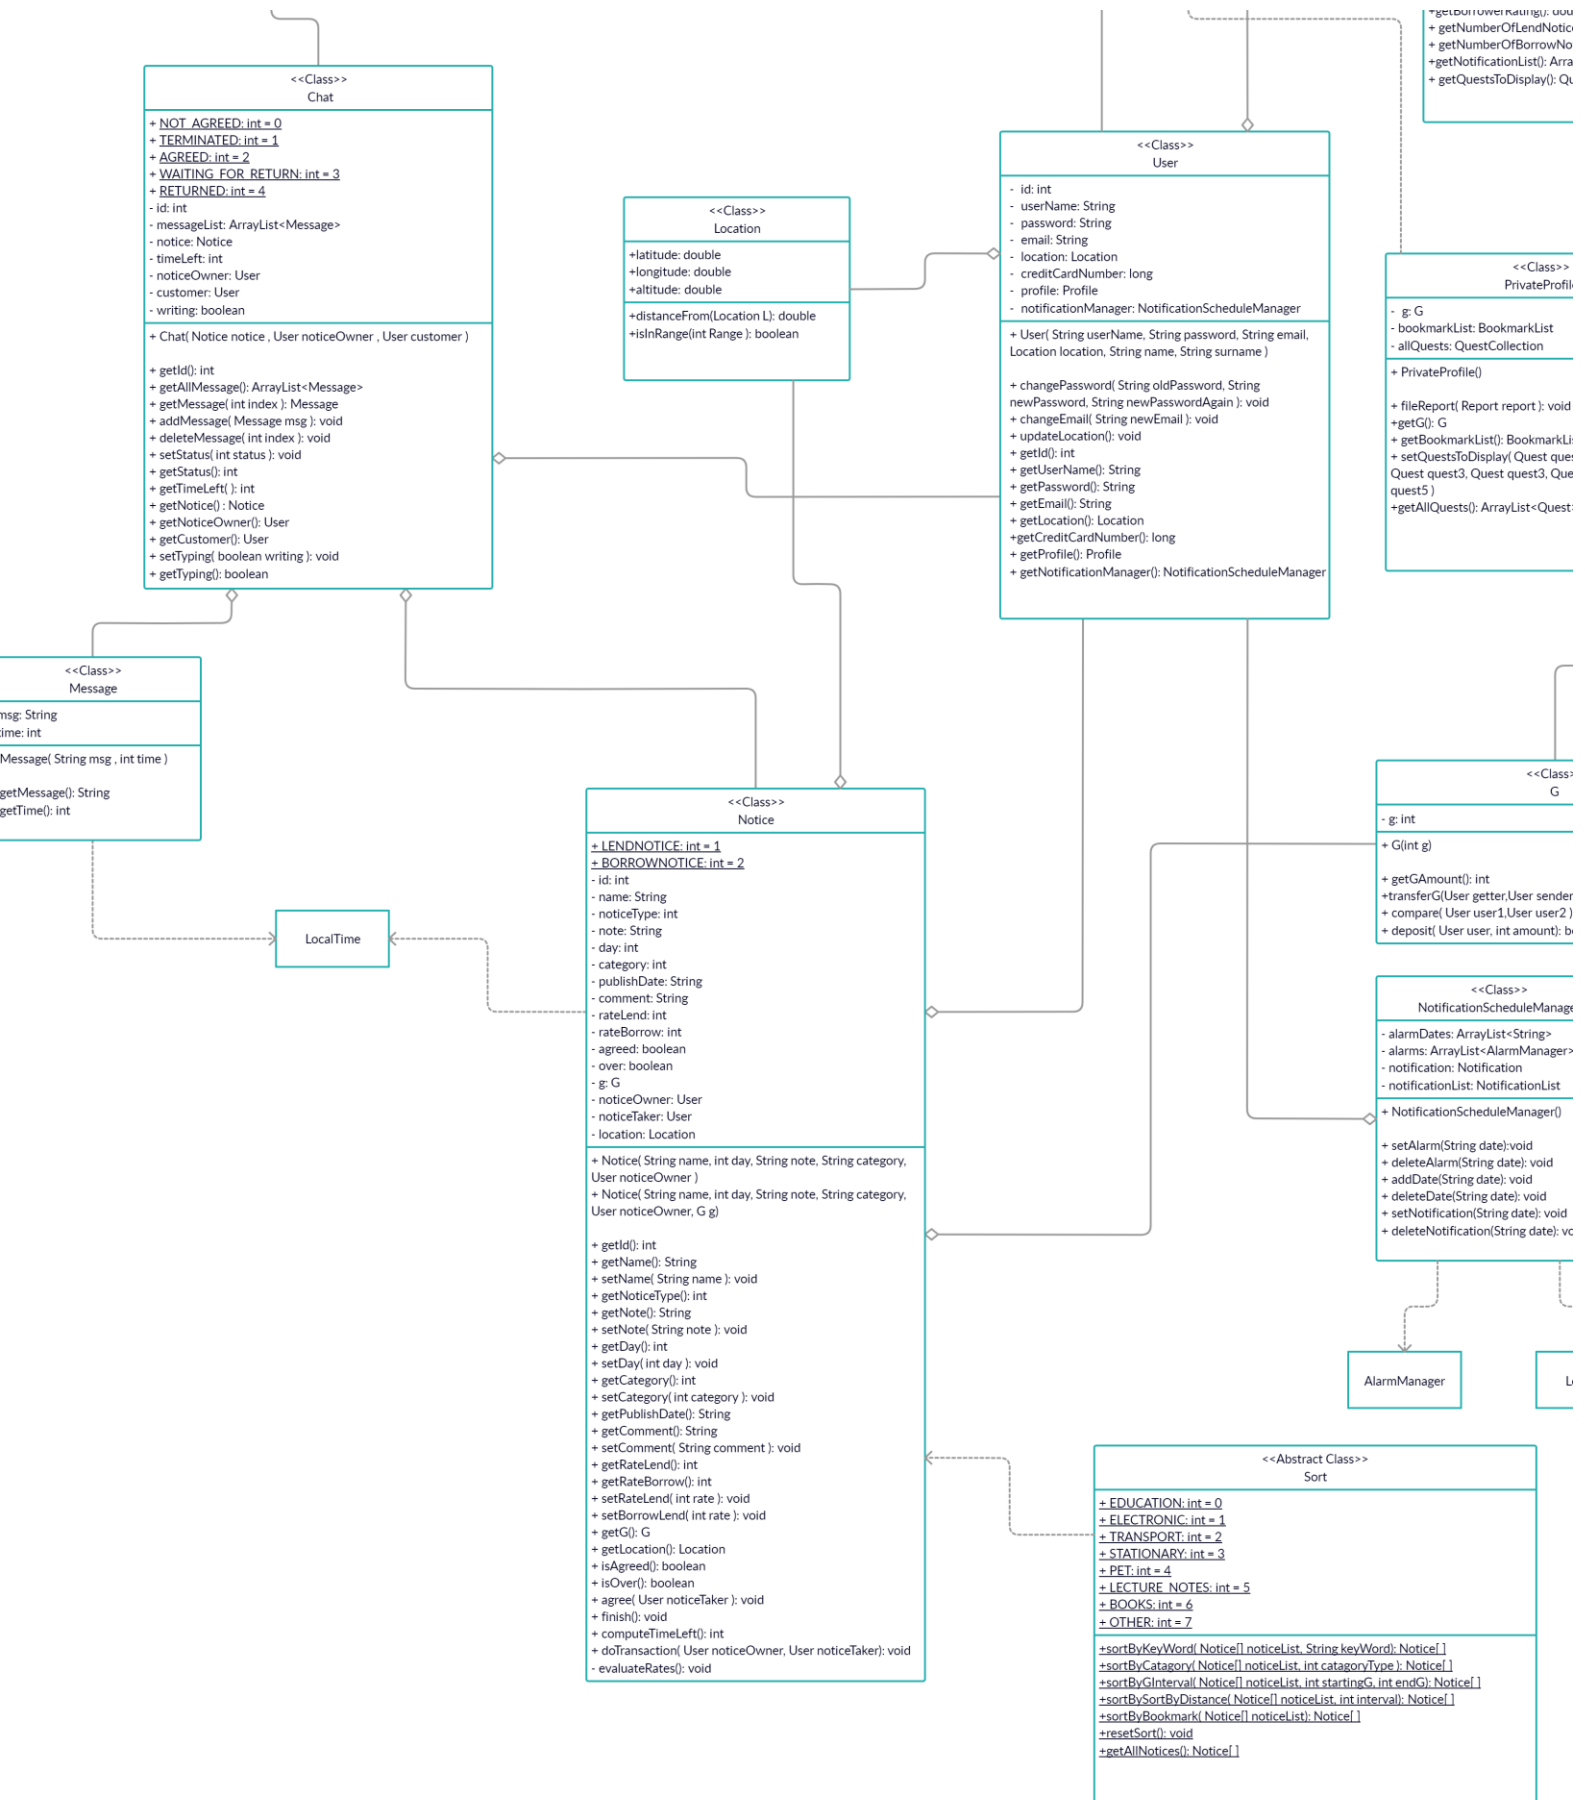 <<Class>>
Chat
+ NOT_AGREED: int = 0
+ TERMINATED: int = 1
+ AGREED: int = 2
+ WAITING_FOR_RETURN: int = 3
+ RETURNED: int = 4
- id: int
- messageList: ArrayList<Message>
- notice: Notice
- timeLeft: int
- noticeOwner: User
- customer: User
- writing: boolean
+ Chat( Notice notice , User noticeOwner , User customer )
+ getId(): int
+ getAllMessage(): ArrayList<Message>
+ getMessage( int index ): Message
+ addMessage( Message msg ): void
+ deleteMessage( int index ): void
+ setStatus( int status ): void
+ getStatus(): int
+ getTimeLeft( ): int
+ getNotice() : Notice
+ getNoticeOwner(): User
+ getCustomer(): User
+ setTyping( boolean writing ): void
+ getTyping(): boolean
<<Class>>
Location
+latitude: double
+longitude: double
+altitude: double
+distanceFrom(Location L): double
+isInRange(int Range ): boolean
<<Class>>
User
- id: int
- userName: String
- password: String
- email: String
- location: Location
- creditCardNumber: long
- profile: Profile
- notificationManager: NotificationScheduleManager
+ User( String userName, String password, String email,
Location location, String name, String surname )
+ changePassword( String oldPassword, String
newPassword, String newPasswordAgain ): void
+ changeEmail( String newEmail ): void
+ updateLocation(): void
+ getId(): int
+ getUserName(): String
+ getPassword(): String
+ getEmail(): String
+ getLocation(): Location
+getCreditCardNumber(): long
+ getProfile(): Profile
+ getNotificationManager(): NotificationScheduleManager
+getBorrowerRating(): dou
+ getNumberOfLendNotic
+ getNumberOfBorrowNo
+getNotificationList(): Arra
+ getQuestsToDisplay(): Qu
<<Class>>
PrivateProfil
- g: G
- bookmarkList: BookmarkList
- allQuests: QuestCollection
+ PrivateProfile()
+ fileReport( Report report ): void
+getG(): G
+ getBookmarkList(): BookmarkLi
+ setQuestsToDisplay( Quest ques
Quest quest3, Quest quest3, Que
quest5 )
+getAllQuests(): ArrayList<Quest
<<Class>>
Message
msg: String
time: int
Message( String msg , int time )
getMessage(): String
getTime(): int
LocalTime
<<Class>>
Notice
+ LENDNOTICE: int = 1
+ BORROWNOTICE: int = 2
- id: int
- name: String
- noticeType: int
- note: String
- day: int
- category: int
- publishDate: String
- comment: String
- rateLend: int
- rateBorrow: int
- agreed: boolean
- over: boolean
- g: G
- noticeOwner: User
- noticeTaker: User
- location: Location
+ Notice( String name, int day, String note, String category,
User noticeOwner )
+ Notice( String name, int day, String note, String category,
User noticeOwner, G g)
+ getId(): int
+ getName(): String
+ setName( String name ): void
+ getNoticeType(): int
+ getNote(): String
+ setNote( String note ): void
+ getDay(): int
+ setDay( int day ): void
+ getCategory(): int
+ setCategory( int category ): void
+ getPublishDate(): String
+ getComment(): String
+ setComment( String comment ): void
+ getRateLend(): int
+ getRateBorrow(): int
+ setRateLend( int rate ): void
+ setBorrowLend( int rate ): void
+ getG(): G
+ getLocation(): Location
+ isAgreed(): boolean
+ isOver(): boolean
+ agree( User noticeTaker ): void
+ finish(): void
+ computeTimeLeft(): int
+ doTransaction( User noticeOwner, User noticeTaker): void
- evaluateRates(): void
<<Class>
G
- g: int
+ G(int g)
+ getGAmount(): int
+transferG(User getter,User sender
+ compare( User user1,User user2 )
+ deposit( User user, int amount): b
<<Class>>
NotificationScheduleManage
- alarmDates: ArrayList<String>
- alarms: ArrayList<AlarmManager>
- notification: Notification
- notificationList: NotificationList
+ NotificationScheduleManager()
+ setAlarm(String date):void
+ deleteAlarm(String date): void
+ addDate(String date): void
+ deleteDate(String date): void
+ setNotification(String date): void
+ deleteNotification(String date): vo
AlarmManager
L
<<Abstract Class>>
Sort
+ EDUCATION: int = 0
+ ELECTRONIC: int = 1
+ TRANSPORT: int = 2
+ STATIONARY: int = 3
+ PET: int = 4
+ LECTURE_NOTES: int = 5
+ BOOKS: int = 6
+ OTHER: int = 7
+sortByKeyWord( Notice[] noticeList, String keyWord): Notice[ ]
+sortByCatagory( Notice[] noticeList, int catagoryType ): Notice[ ]
+sortByGInterval( Notice[] noticeList, int startingG, int endG): Notice[ ]
+sortBySortByDistance( Notice[] noticeList, int interval): Notice[ ]
+sortByBookmark( Notice[] noticeList): Notice[ ]
+resetSort(): void
+getAllNotices(): Notice[ ]